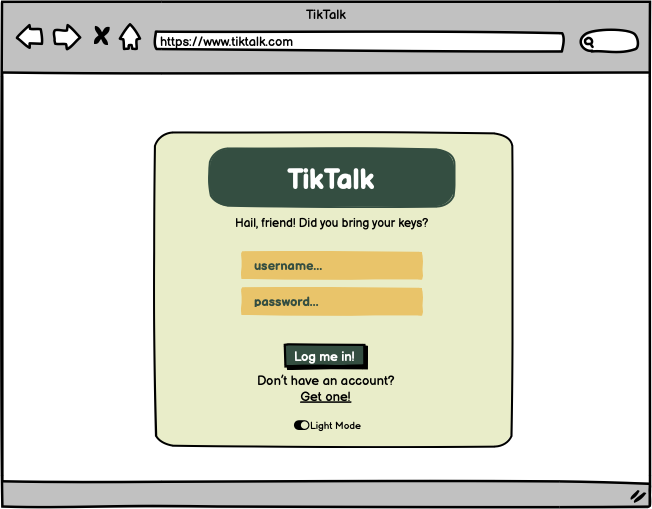 TikTalk
https://www.tiktalk.com
TikTalk
Hail, friend! Did you bring your keys?
username...
password...
Log me in!
Don't have an account?
Get one!
Light Mode